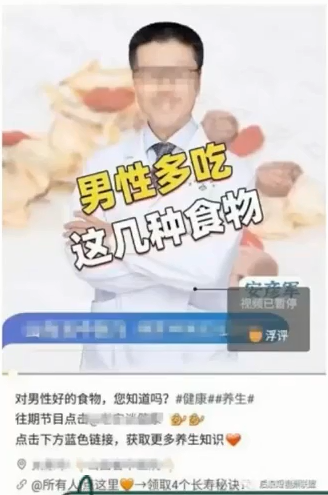 男性多吃
这几种食物
视频已暂停
浮评
对男性好的食物，您知道吗？#健康##养生#
往期节目点击@
点击下方蓝色链接，获取更多养生知识
@所有人 点这里→领取4个长寿秘诀